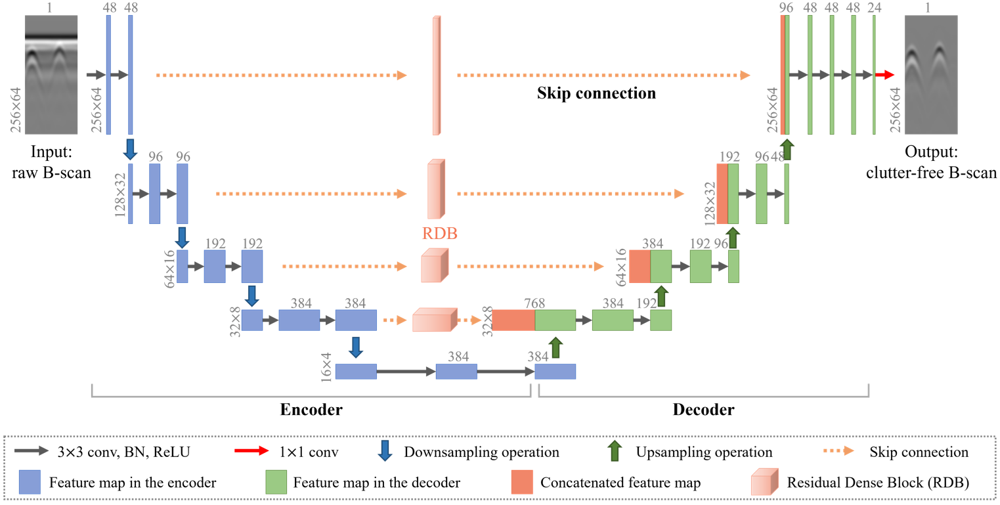 1
48 48
96 48 48 48 24
1
256×64
256×64
256×64
256×64
Skip connection
Input:
raw B-scan
Output:
clutter-free B-scan
96 96
192 96 48
128×32
128×32
RDB
192 192
384 192 96
64×16
64×16
384 384
768 384 192
32×8
32×8
384 384
16×4
Encoder
Decoder
3×3 conv, BN, ReLU
1×1 conv
Downsampling operation
Upsampling operation
Skip connection
Feature map in the encoder
Feature map in the decoder
Concatenated feature map
Residual Dense Block (RDB)